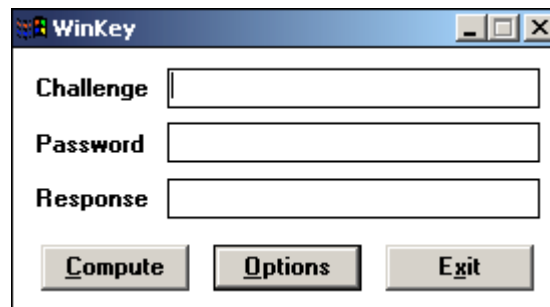 WinKey
Challenge
Password
Response
Compute Options Exit